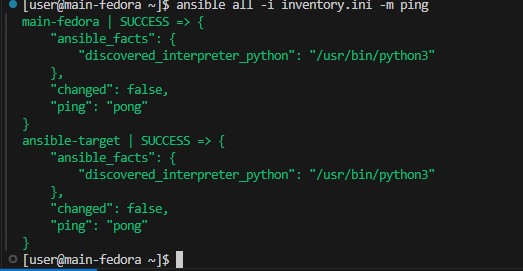 [user@main-fedora ~]$ ansible all -i inventory.ini -m ping
main-fedora | SUCCESS => {
    "ansible_facts": {
        "discovered_interpreter_python": "/usr/bin/python3"
    },
    "changed": false,
    "ping": "pong"
}
ansible-target | SUCCESS => {
    "ansible_facts": {
        "discovered_interpreter_python": "/usr/bin/python3"
    },
    "changed": false,
    "ping": "pong"
}
[user@main-fedora ~]$